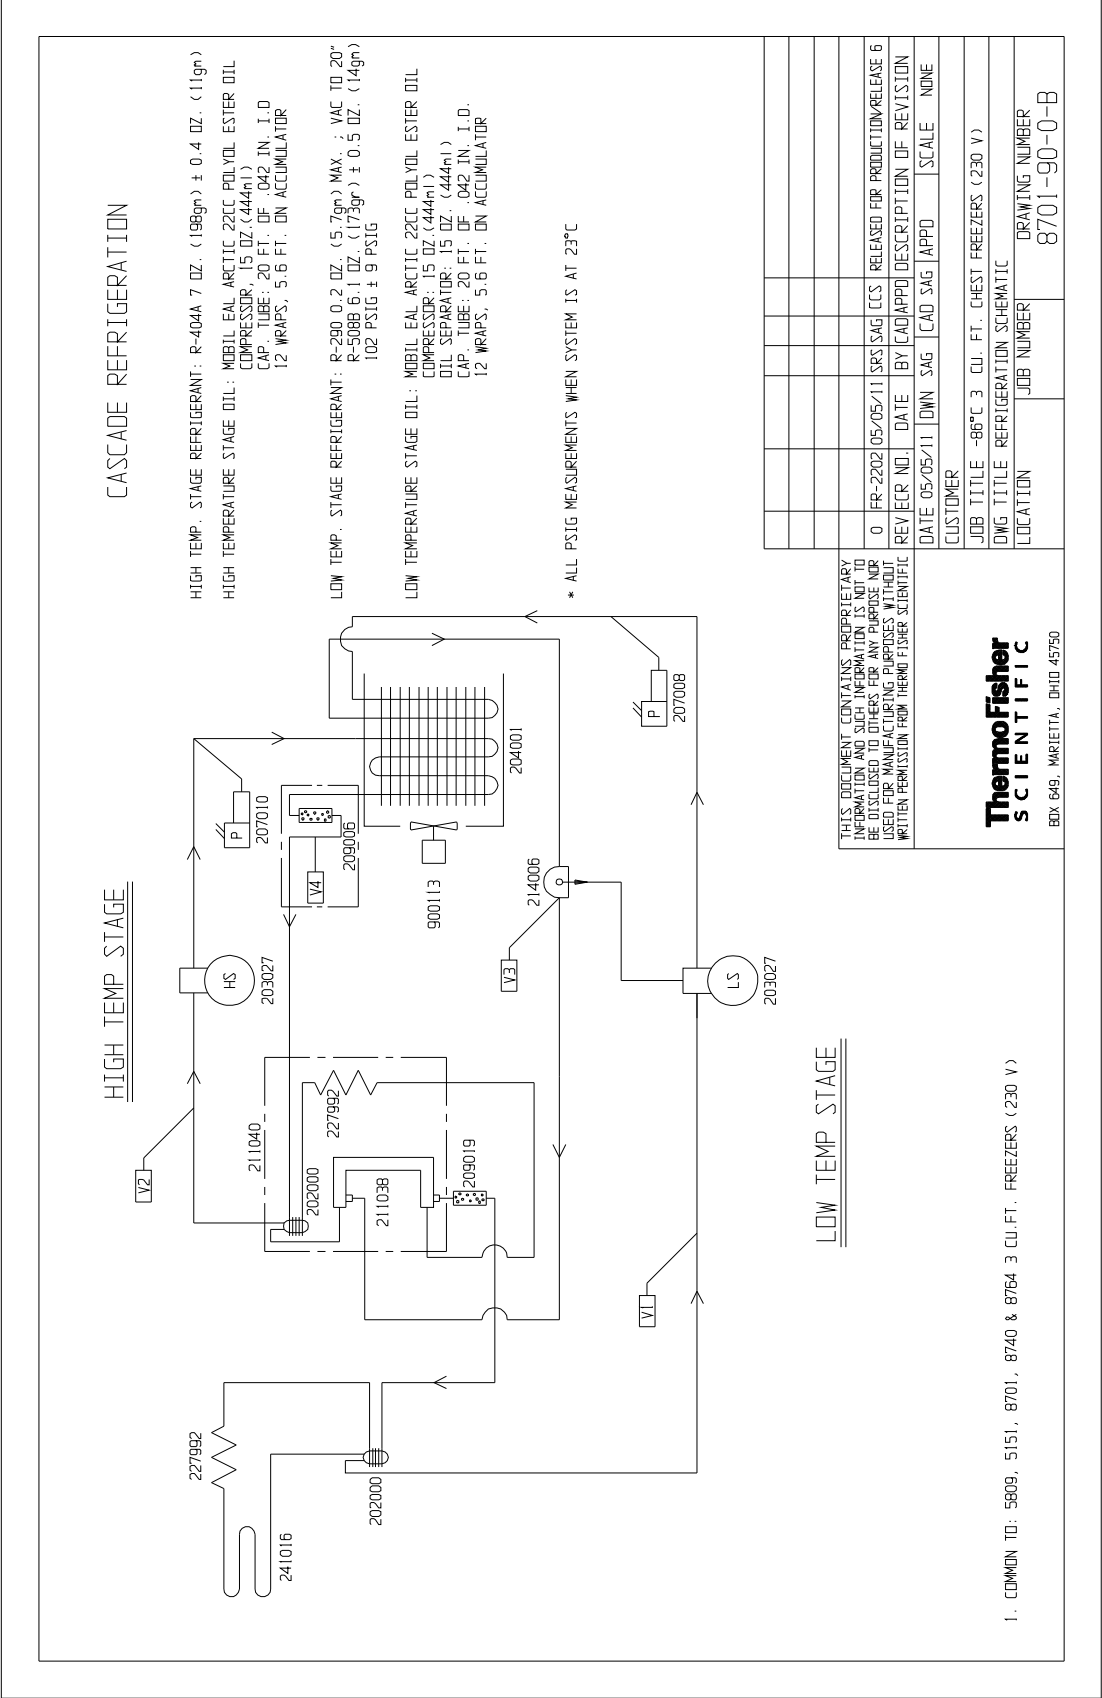 CASCADE REFRIGERATION
HIGH TEMP. STAGE REFRIGERANT: R-404A 7 OZ. (198gm) ± 0.4 OZ. (11gm)
HIGH TEMPERATURE STAGE OIL: MOBIL EAL ARCTIC 22CC POLYOL ESTER OIL
COMPRESSOR, 15 OZ.(444ml)
CAP. TUBE: 20 FT. OF .042 IN. I.D
12 WRAPS, 5.6 FT. ON ACCUMULATOR
LOW TEMP. STAGE REFRIGERANT: R-290 0.2 OZ. (5.7gm) MAX. ; VAC TO 20"
R-508B 6.1 OZ. (173gr) ± 0.5 OZ. (14gm)
102 PSIG ± 9 PSIG
LOW TEMPERATURE STAGE OIL: MOBIL EAL ARCTIC 22CC POLYOL ESTER OIL
COMPRESSOR: 15 OZ.(444ml)
OIL SEPARATOR: 15 OZ. (444ml)
CAP. TUBE: 20 FT. OF .042 IN. I.D.
12 WRAPS, 5.6 FT. ON ACCUMULATOR
* ALL PSIG MEASUREMENTS WHEN SYSTEM IS AT 23°C
HIGH TEMP STAGE
V2
HS
203027
P
207010
209006
V4
900113
204001
214006
V3
P
207008
LS
203027
211040
202000
227992
211038
209019
V1
227992
241016
202000
LOW TEMP STAGE
1. COMMON TO: 5809, 5151, 8701, 8740 & 8764 3 CU.FT. FREEZERS (230 V)
THIS DOCUMENT CONTAINS PROPRIETARY
INFORMATION AND SUCH INFORMATION IS NOT TO
BE DISCLOSED TO OTHERS FOR ANY PURPOSE NOR
USED FOR MANUFACTURING PURPOSES WITHOUT
WRITTEN PERMISSION FROM THERMO FISHER SCIENTIFIC
ThermoFisher
SCIENTIFIC
BOX 649, MARIETTA, OHIO 45750
0 FR-2202 05/05/11 SRS SAG CCS RELEASED FOR PRODUCTION/RELEASE 6
REV ECR NO. DATE BY CAD APPD DESCRIPTION OF REVISION
DATE 05/05/11 DWN SAG CAD SAG APPD SCALE NONE
CUSTOMER
JOB TITLE -86°C 3 CU. FT. CHEST FREEZERS (230 V)
DWG TITLE REFRIGERATION SCHEMATIC
LOCATION JOB NUMBER DRAWING NUMBER
8701-90-0-B